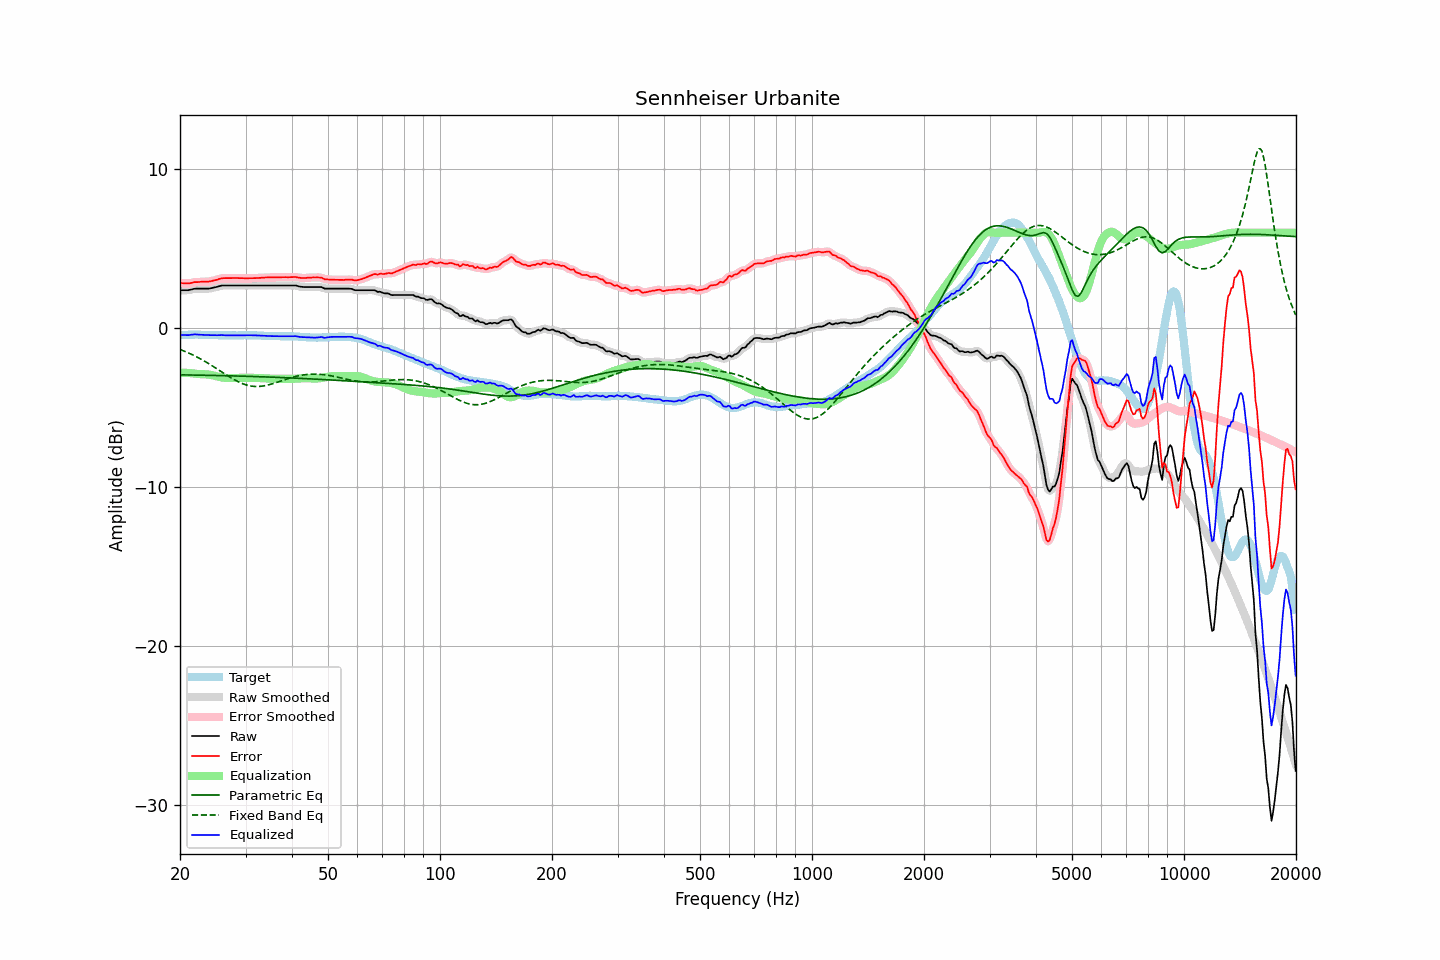 Sennheiser Urbanite
10
0
−10
−20
−30
Amplitude (dBr)
Target
Raw Smoothed
Error Smoothed
Raw
Error
Equalization
Parametric Eq
Fixed Band Eq
Equalized
20 50 100 200 500 1000 2000 5000 10000 20000
Frequency (Hz)